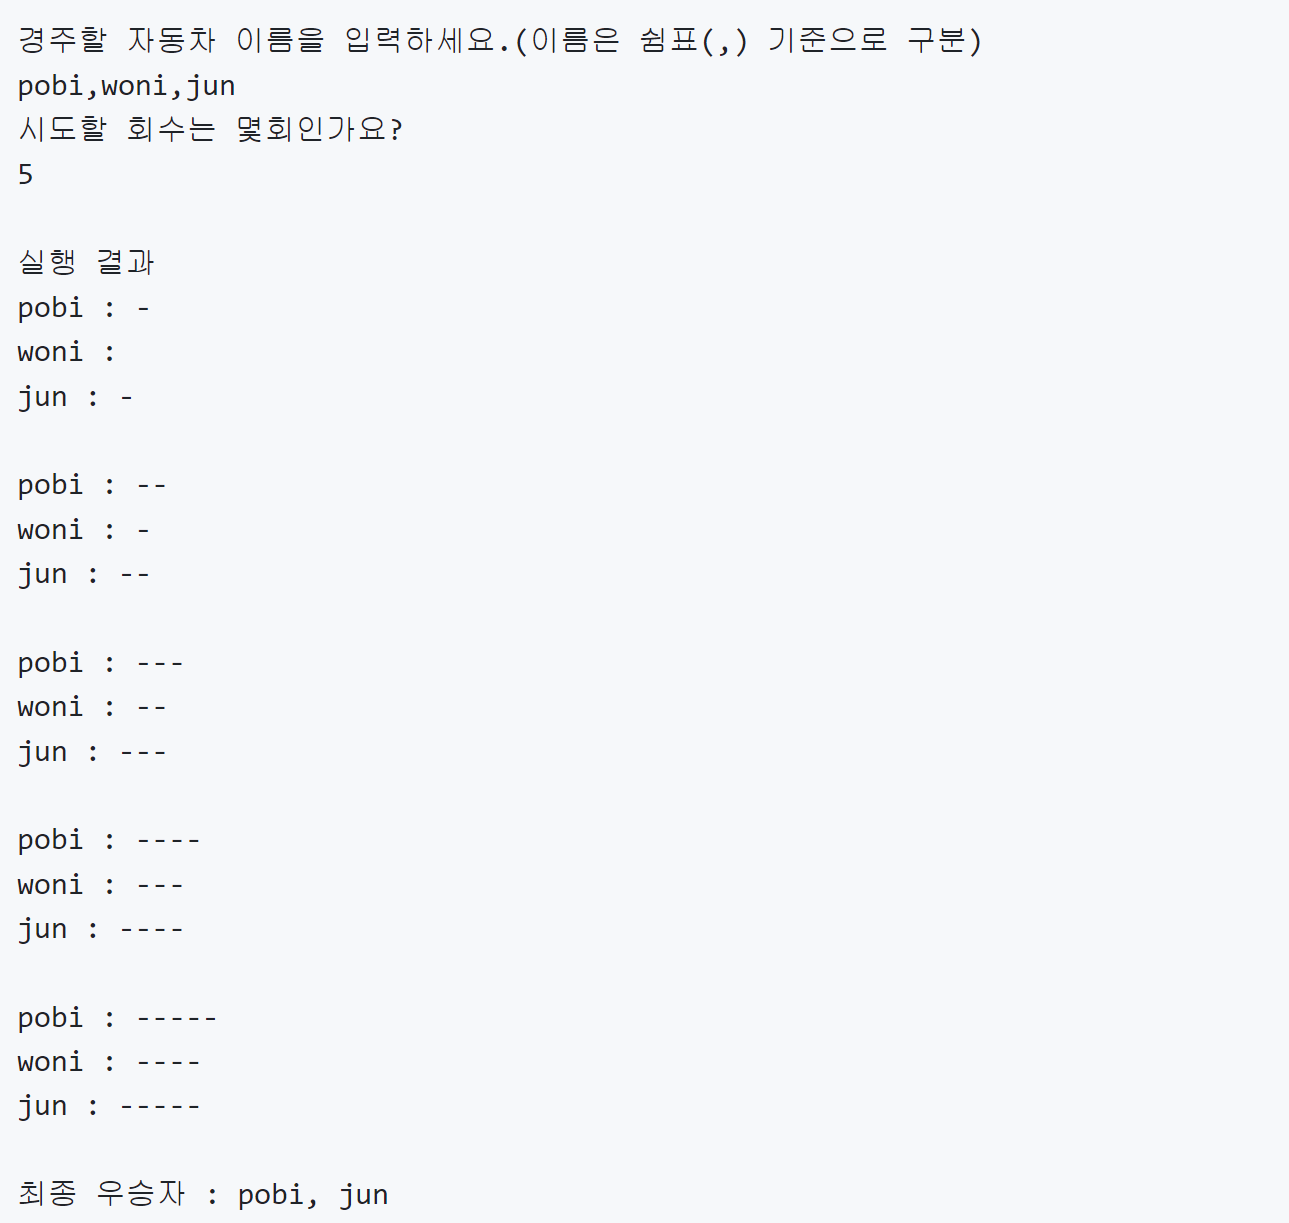 경주할 자동차 이름을 입력하세요.(이름은 쉼표(,) 기준으로 구분)
pobi,woni,jun
시도할 회수는 몇회인가요?
5
실행 결과
pobi : -
woni :
jun : -
pobi : --
woni : -
jun : --
pobi : ---
woni : --
jun : ---
pobi : ----
woni : ---
jun : ----
pobi : -----
woni : ----
jun : -----
최종 우승자 : pobi, jun